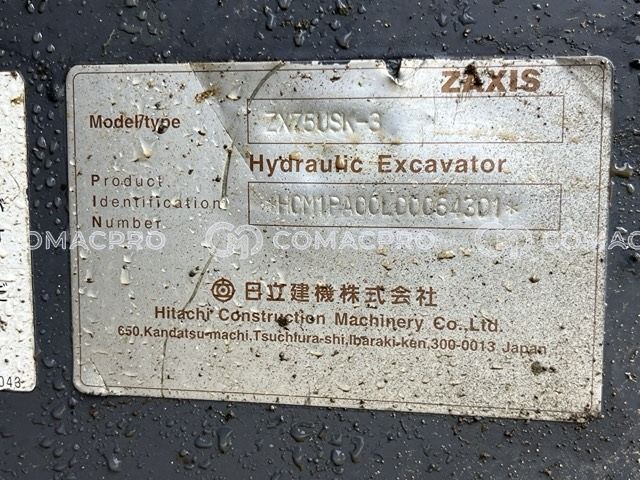 ZAXIS
Model/type ZX75USK-3
Hydraulic Excavator
Product
Identification *HCM1PA00L00064301*
Number
COMACPRO COMACPRO COMACPRO
日立建機株式会社
Hitachi Construction Machinery Co.,Ltd.
650,Kandatsu-machi,Tsuchiura-shi,Ibaraki-ken,300-0013 Japan